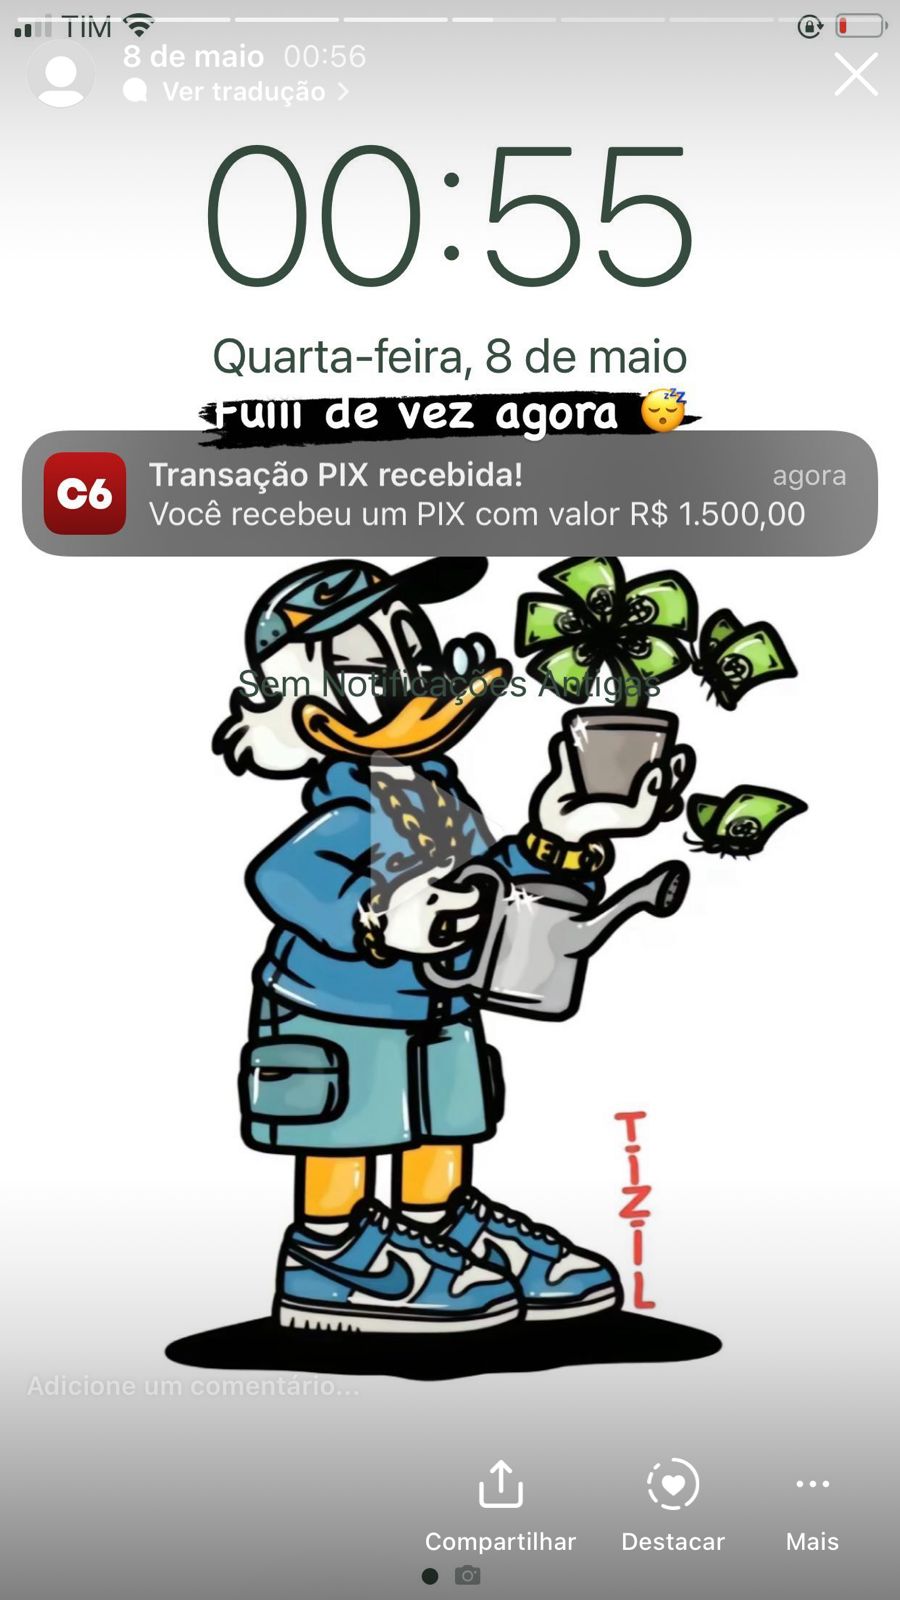 TIM
8 de maio 00:56
Ver tradução
00:55
Quarta-feira, 8 de maio
Fuiii de vez agora
C6
Transação PIX recebida!
agora
Você recebeu um PIX com valor R$ 1.500,00
Sem Notificações Antigas
TiZiL
Adicione um comentário...
Compartilhar
Destacar
Mais